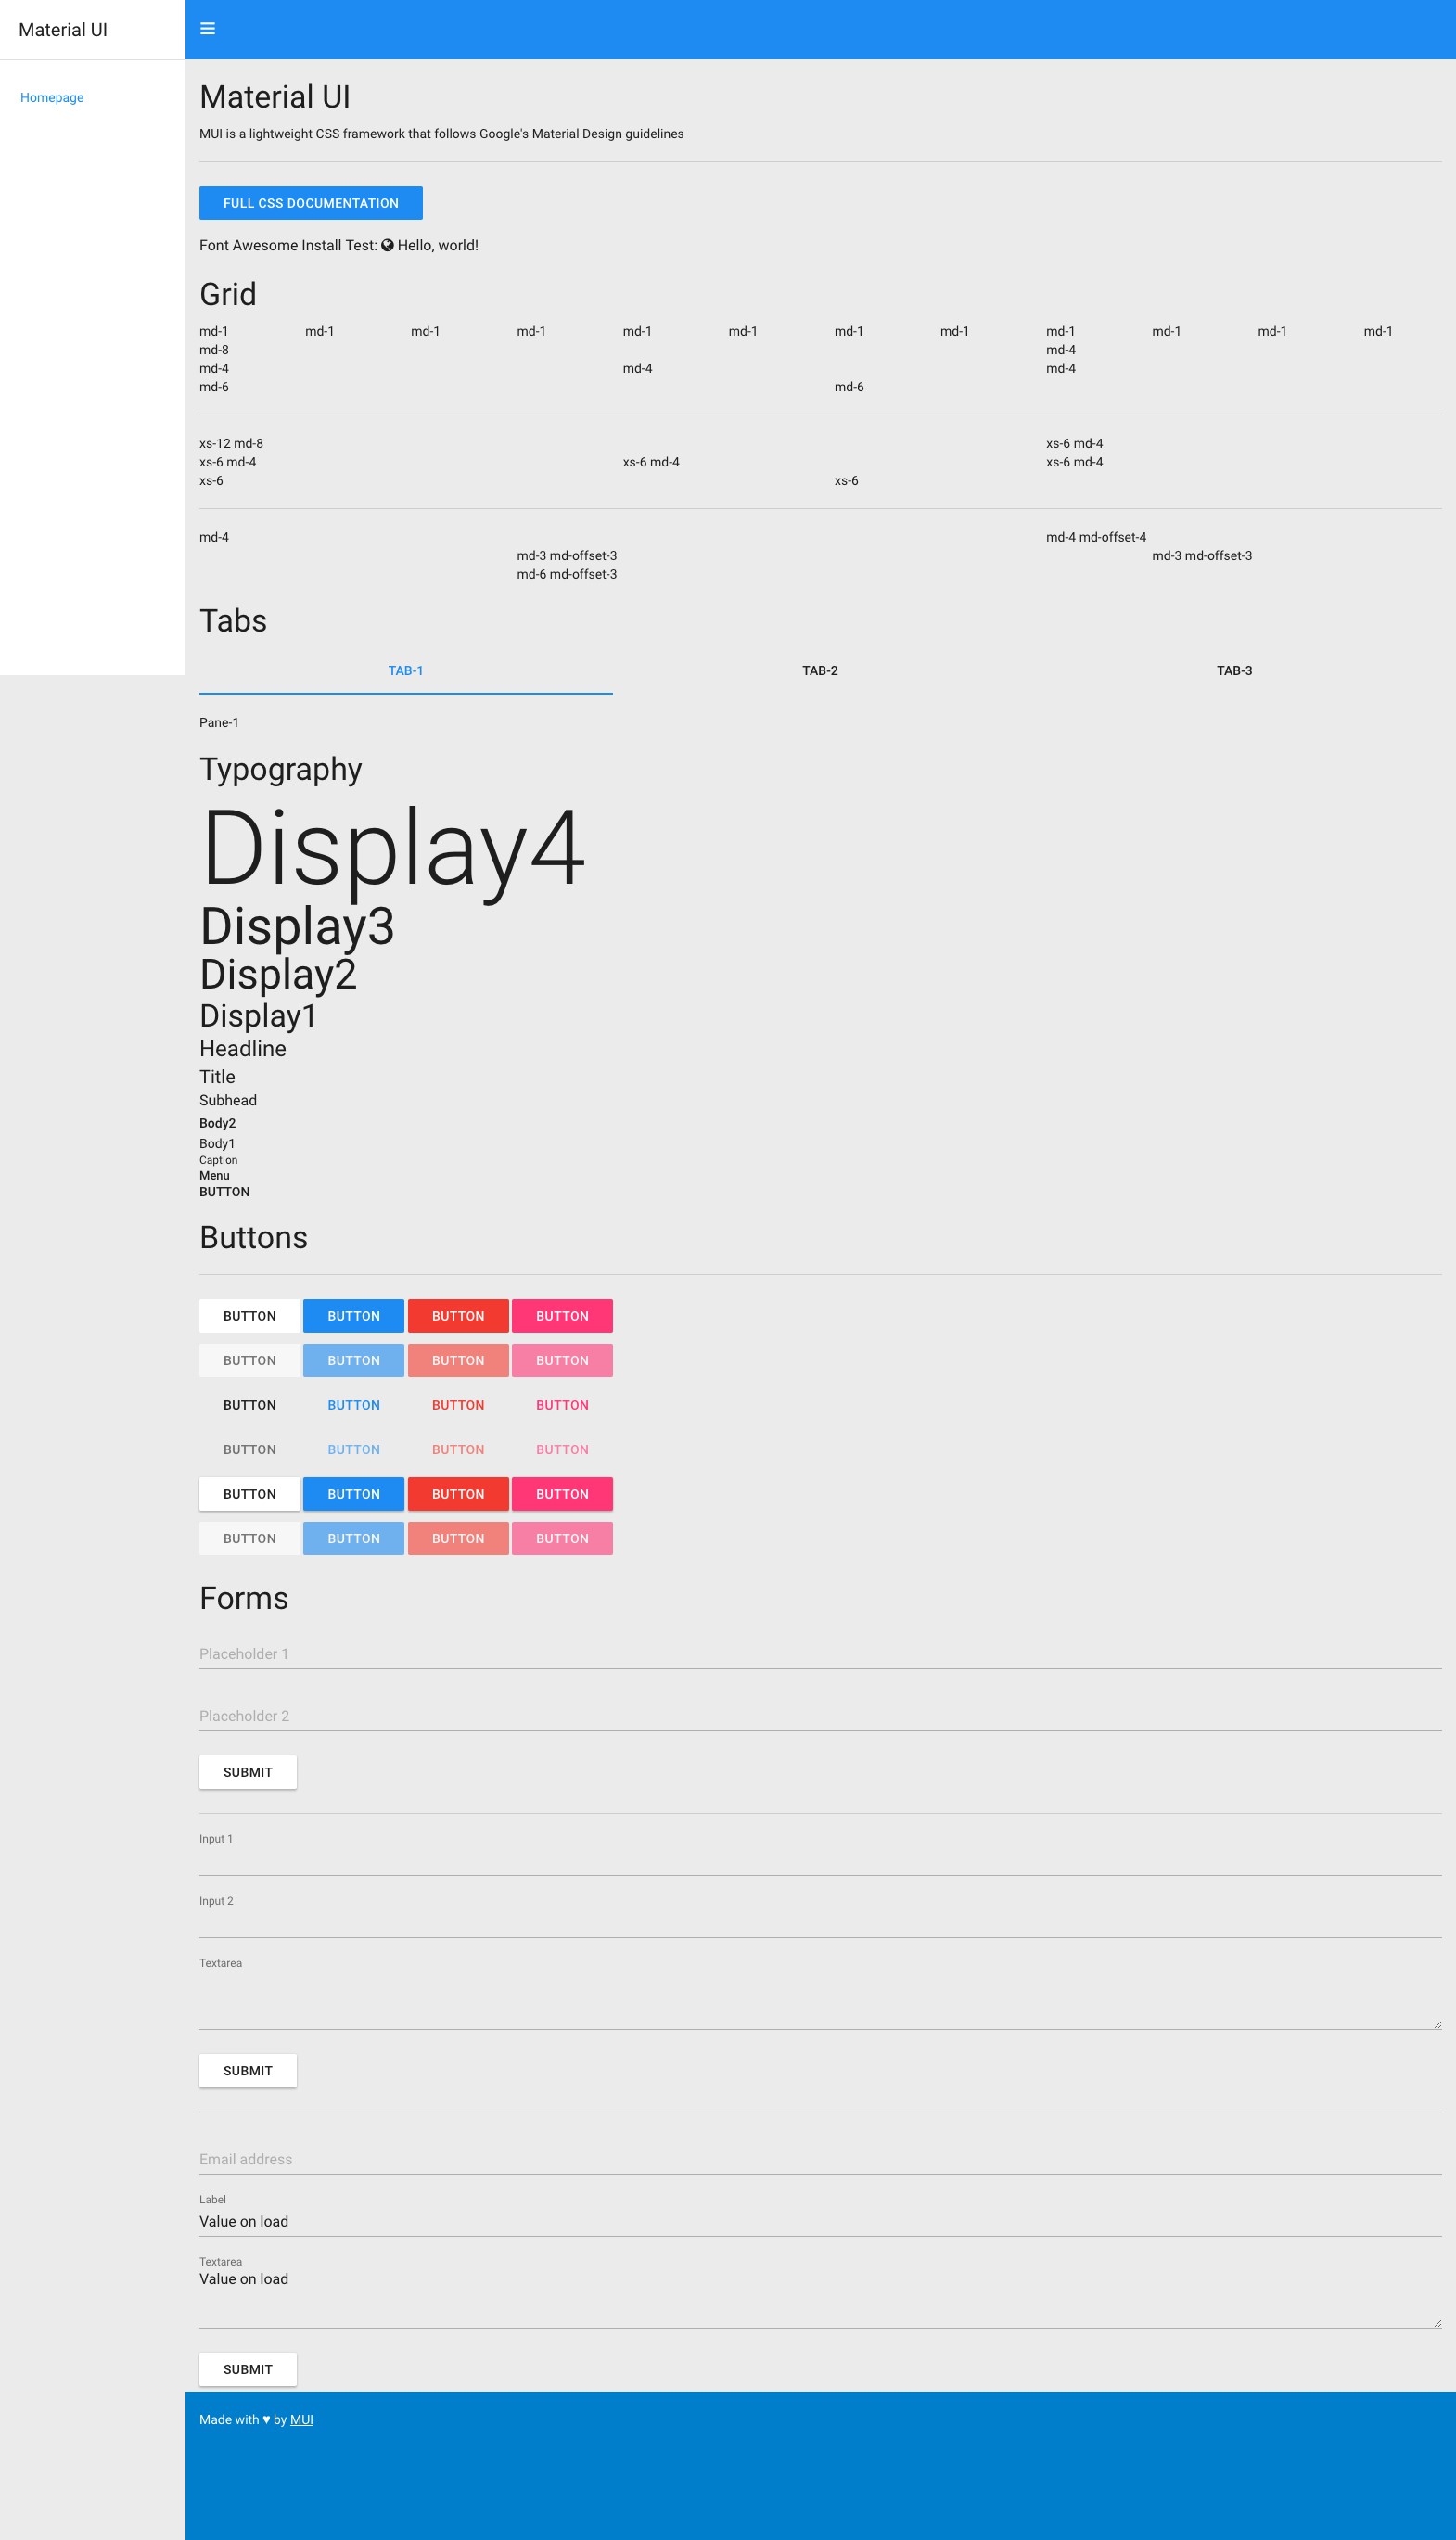 Material UI
Homepage
Material UI
MUI is a lightweight CSS framework that follows Google's Material Design guidelines
FULL CSS DOCUMENTATION
Font Awesome Install Test: Hello, world!
Grid
md-1 md-1 md-1 md-1 md-1 md-1 md-1 md-1 md-1 md-1 md-1 md-1
md-8 md-4
md-4 md-4 md-4
md-6 md-6
xs-12 md-8 xs-6 md-4
xs-6 md-4 xs-6 md-4 xs-6 md-4
xs-6 xs-6
md-4 md-4 md-offset-4
md-3 md-offset-3 md-3 md-offset-3
md-6 md-offset-3
Tabs
TAB-1 TAB-2 TAB-3
Pane-1
Typography
Display4
Display3
Display2
Display1
Headline
Title
Subhead
Body2
Body1
Caption
Menu
BUTTON
Buttons
BUTTON BUTTON BUTTON BUTTON
BUTTON BUTTON BUTTON BUTTON
BUTTON BUTTON BUTTON BUTTON
BUTTON BUTTON BUTTON BUTTON
BUTTON BUTTON BUTTON BUTTON
BUTTON BUTTON BUTTON BUTTON
Forms
Placeholder 1
Placeholder 2
SUBMIT
Input 1
Input 2
Textarea
SUBMIT
Email address
Label
Value on load
Textarea
Value on load
SUBMIT
Made with ♥ by MUI